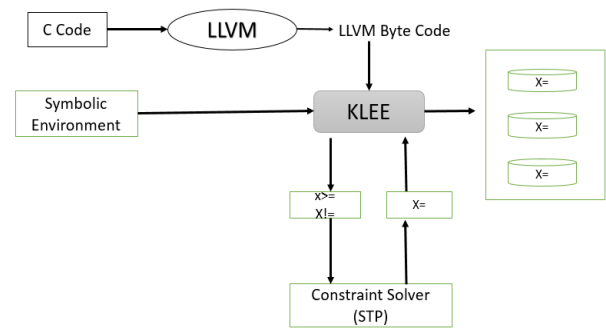 C Code
LLVM
LLVM Byte Code
Symbolic
Environment
KLEE
X=
X=
X=
x>=
X!=
X=
Constraint Solver
(STP)